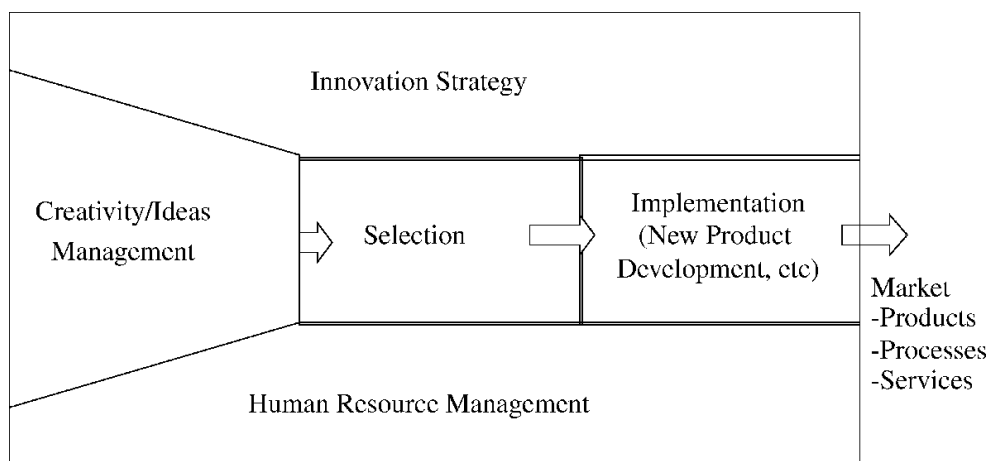 Innovation Strategy
Creativity/Ideas
Management
Selection
Implementation
(New Product
Development, etc)
Market
-Products
-Processes
-Services
Human Resource Management